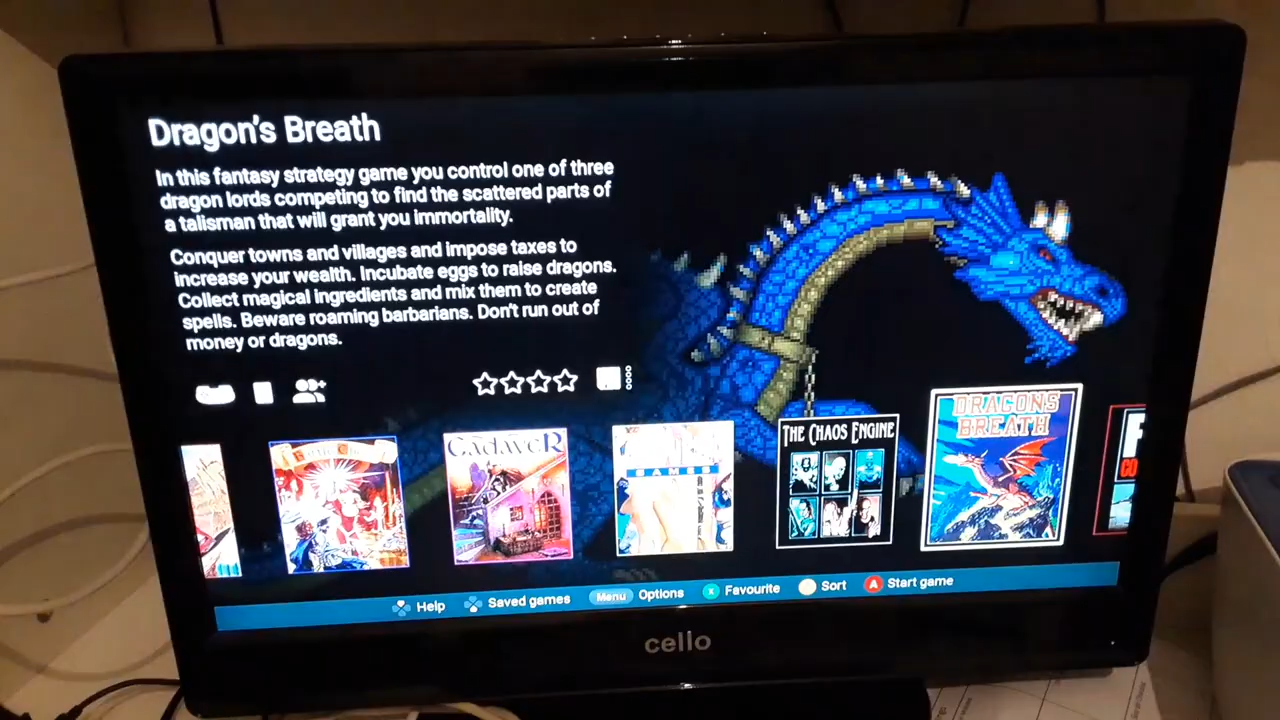 Dragon's Breath
In this fantasy strategy game you control one of three
dragon lords competing to find the scattered parts of
a talisman that will grant you immortality.
Conquer towns and villages and impose taxes to
increase your wealth. Incubate eggs to raise dragons.
Collect magical ingredients and mix them to create
spells. Beware roaming barbarians. Don't run out of
money or dragons.
CadaveR
GAMES
THE CHAOS ENGINE
DRAGONS
BREATH
F
CO
Help
Saved games
Menu Options
X Favourite
Sort
A Start game
cello